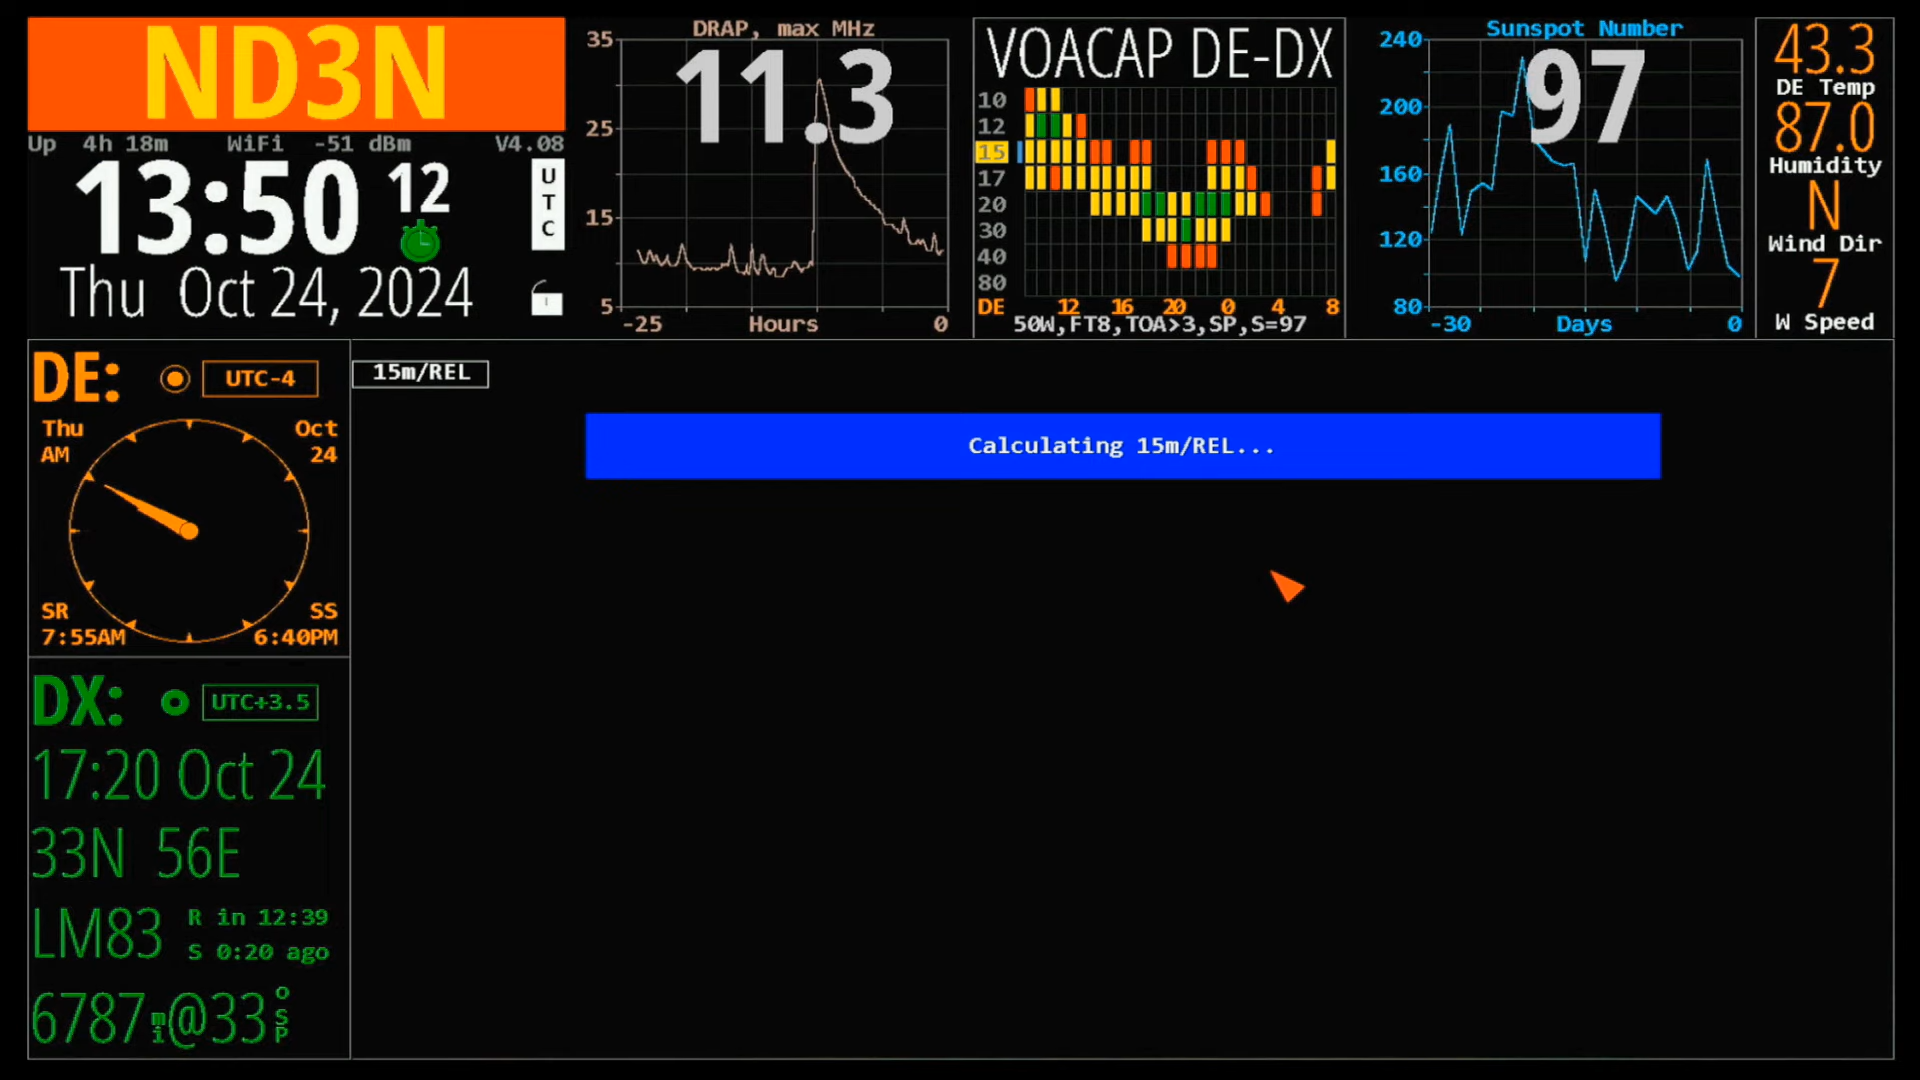 ND3N
Up 4h 18m WiFi -51 dBm V4.08
13:50 12
UTC
Thu Oct 24, 2024
DRAP, max MHz
11.3
35
25
15
5
-25 Hours 0
VOACAP DE-DX
10
12
15
17
20
30
40
80
DE 12 16 20 0 4 8
50W,FT8,TOA>3,SP,S=97
Sunspot Number
97
240
200
160
120
80
-30 Days 0
43.3
DE Temp
87.0
Humidity
N
Wind Dir
7
W Speed
DE: UTC-4
Thu Oct
AM 24
SR SS
7:55AM 6:40PM
15m/REL
Calculating 15m/REL...
DX: UTC+3.5
17:20 Oct 24
33N 56E
LM83 R in 12:39
S 0:20 ago
6787mi@33° SP